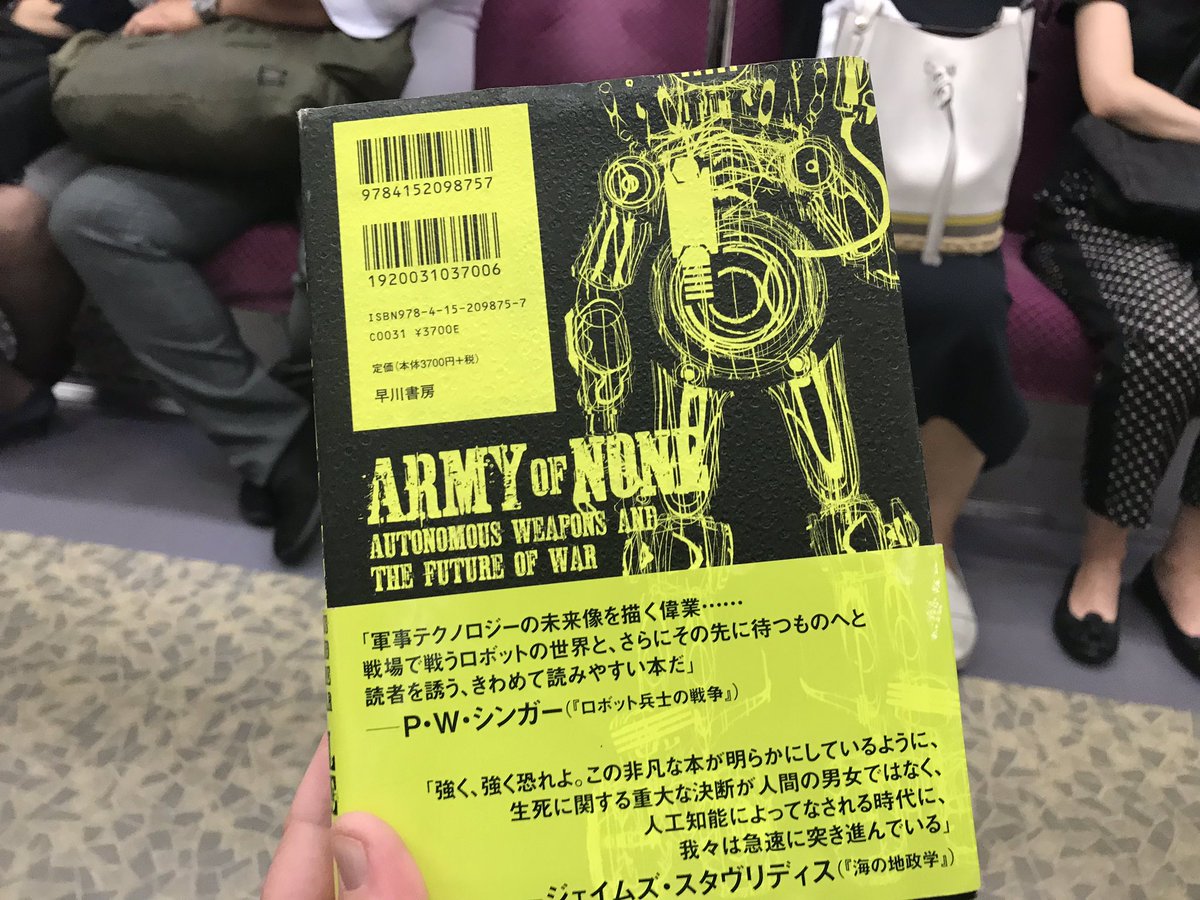 9784152098757
1920031037006
ISBN978-4-15-209875-7
C0031 ¥3700E
定価(本体3700円+税)
早川書房
ARMY OF NONE
AUTONOMOUS WEAPONS AND
THE FUTURE OF WAR
「軍事テクノロジーの未来像を描く偉業……
戦場で戦うロボットの世界と、さらにその先に待つものへと
読者を誘う、きわめて読みやすい本だ」
──P・W・シンガー(『ロボット兵士の戦争』)
「強く、強く恐れよ。この非凡な本が明らかにしているように、
生死に関する重大な決断が人間の男女ではなく、
人工知能によってなされる時代に、
我々は急速に突き進んでいる」
──ジェイムズ・スタヴリディス(『海の地政学』)